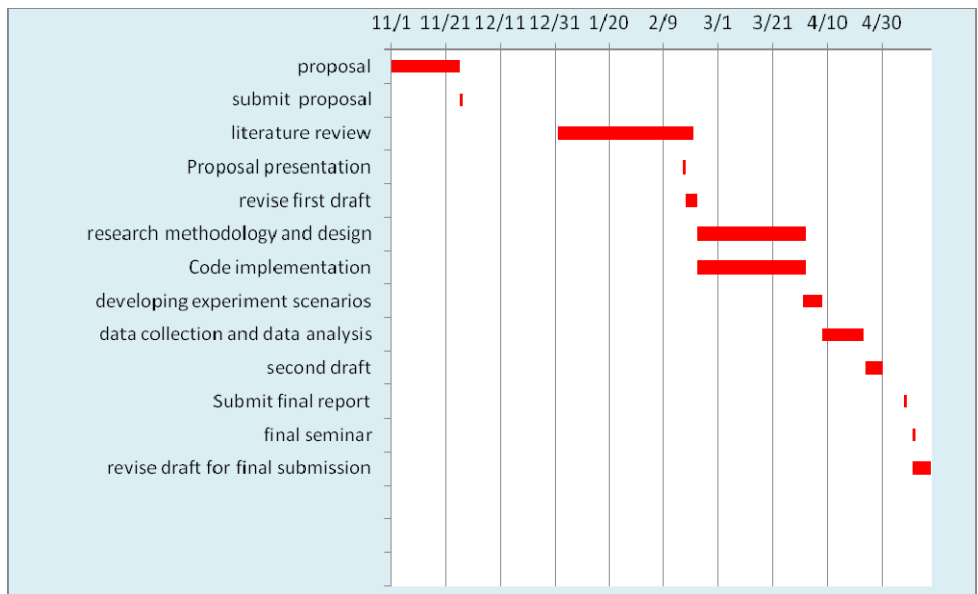 11/1 11/21 12/11 12/31 1/20 2/9 3/1 3/21 4/10 4/30
proposal
submit proposal
literature review
Proposal presentation
revise first draft
research methodology and design
Code implementation
developing experiment scenarios
data collection and data analysis
second draft
Submit final report
final seminar
revise draft for final submission